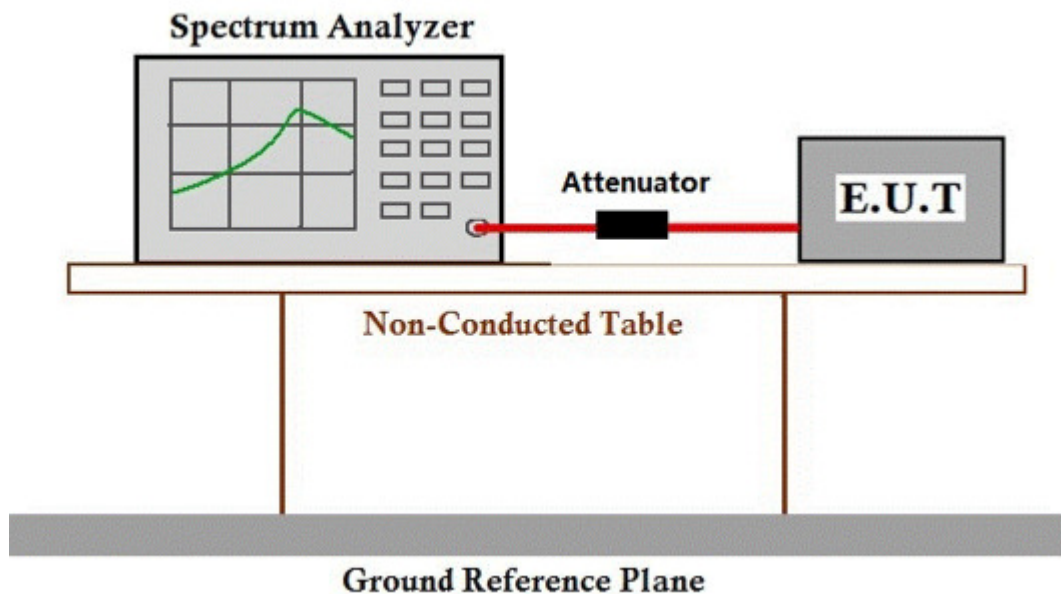 Spectrum Analyzer
Attenuator
E.U.T
Non-Conducted Table
Ground Reference Plane